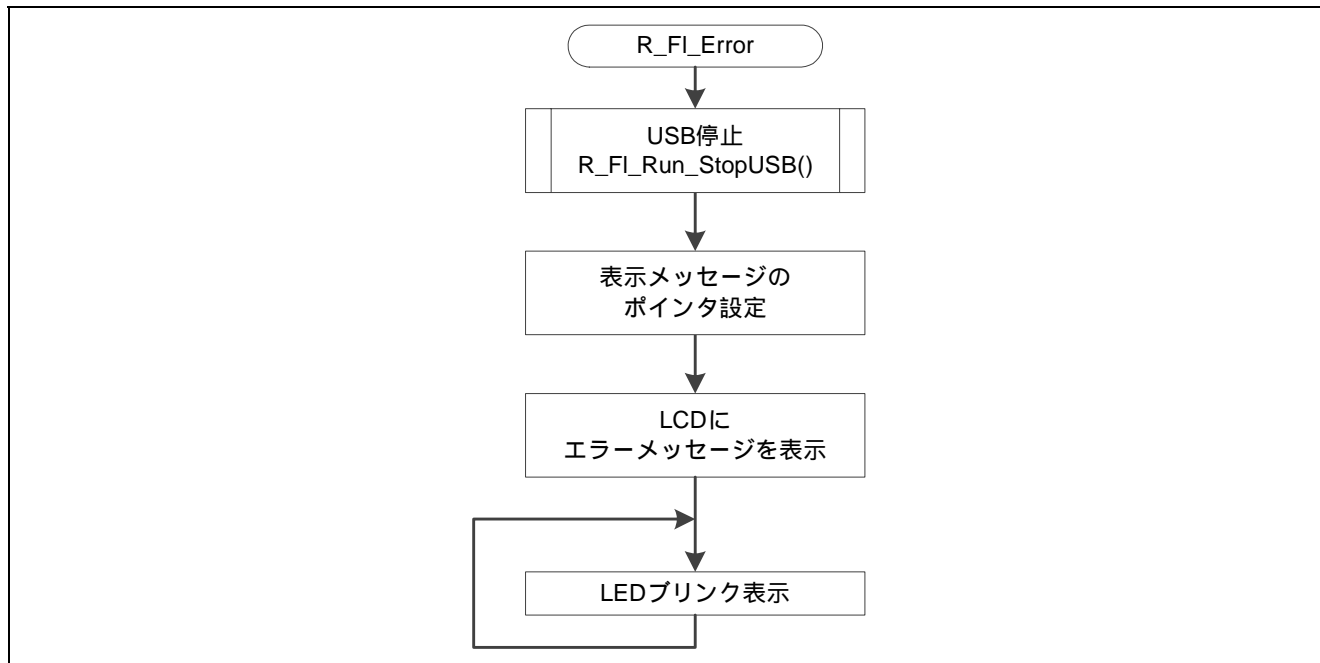 R_Fl_Error
USB停止
R_Fl_Run_StopUSB()
表示メッセージの
ポインタ設定
LCDに
エラーメッセージを表示
LEDブリンク表示